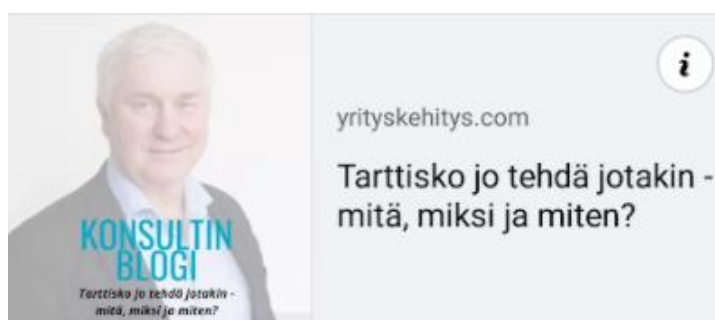 KONSULTIN
BLOGI
Tarttisko jo tehdä jotakin -
mitä, miksi ja miten?
i
yrityskehitys.com
Tarttisko jo tehdä jotakin -
mitä, miksi ja miten?